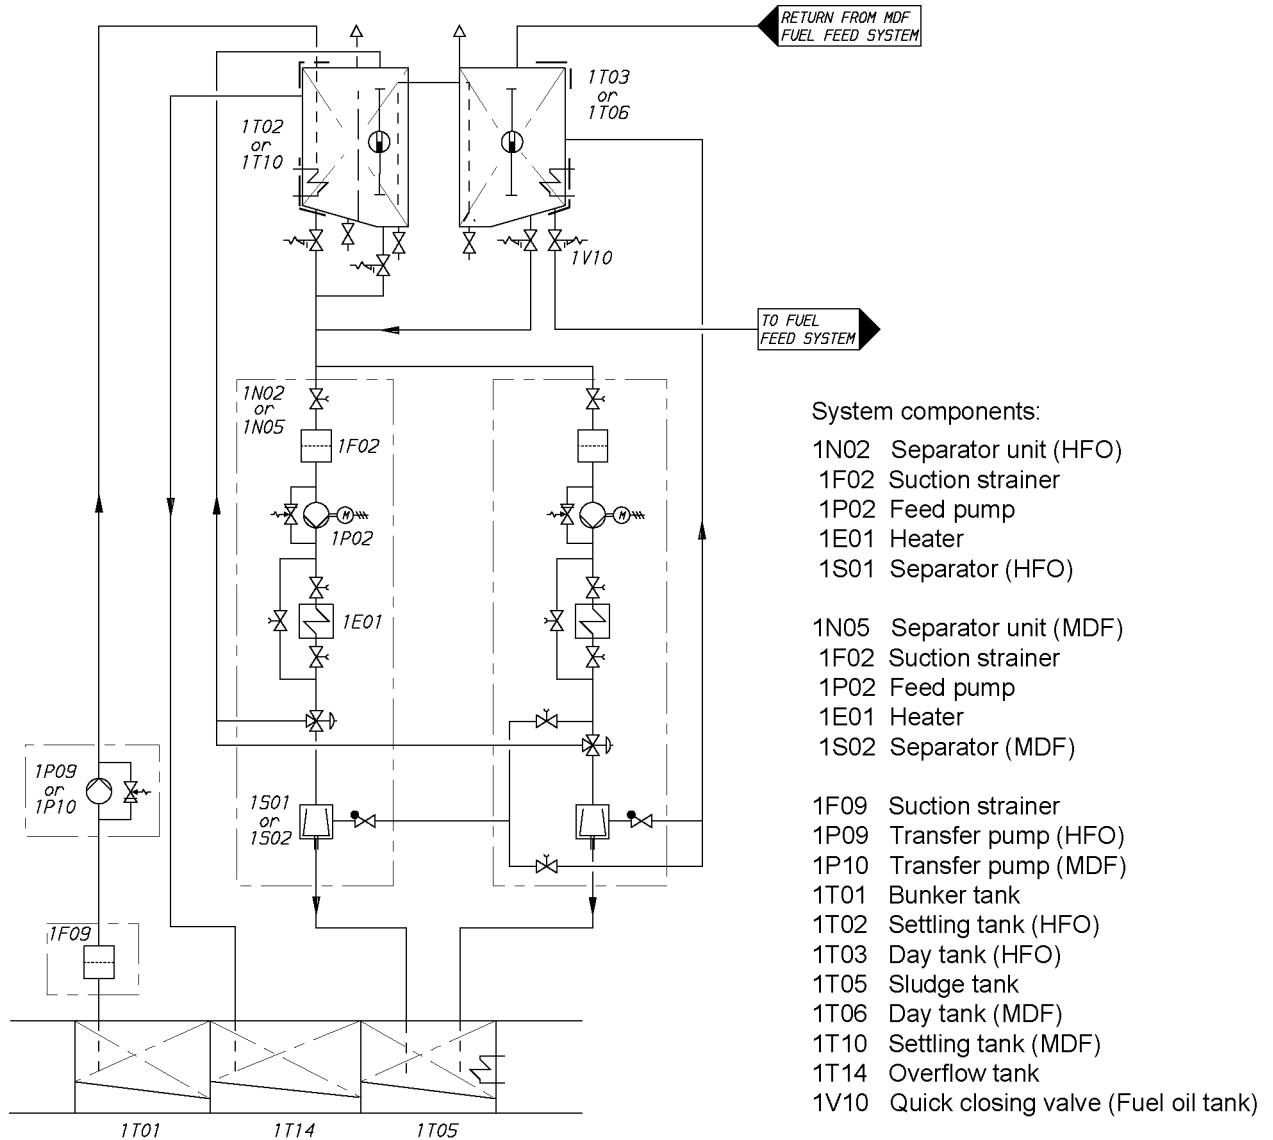 RETURN FROM MDF
FUEL FEED SYSTEM
1T03
or
1T06
1T02
or
1T10
1V10
TO FUEL
FEED SYSTEM
1N02
or
1N05
1F02
M
M
1P02
1E01
1P09
or
1P10
1S01
or
1S02
1F09
1T01
1T14
1T05
System components:
1N02 Separator unit (HFO)
1F02 Suction strainer
1P02 Feed pump
1E01 Heater
1S01 Separator (HFO)
1N05 Separator unit (MDF)
1F02 Suction strainer
1P02 Feed pump
1E01 Heater
1S02 Separator (MDF)
1F09 Suction strainer
1P09 Transfer pump (HFO)
1P10 Transfer pump (MDF)
1T01 Bunker tank
1T02 Settling tank (HFO)
1T03 Day tank (HFO)
1T05 Sludge tank
1T06 Day tank (MDF)
1T10 Settling tank (MDF)
1T14 Overflow tank
1V10 Quick closing valve (Fuel oil tank)